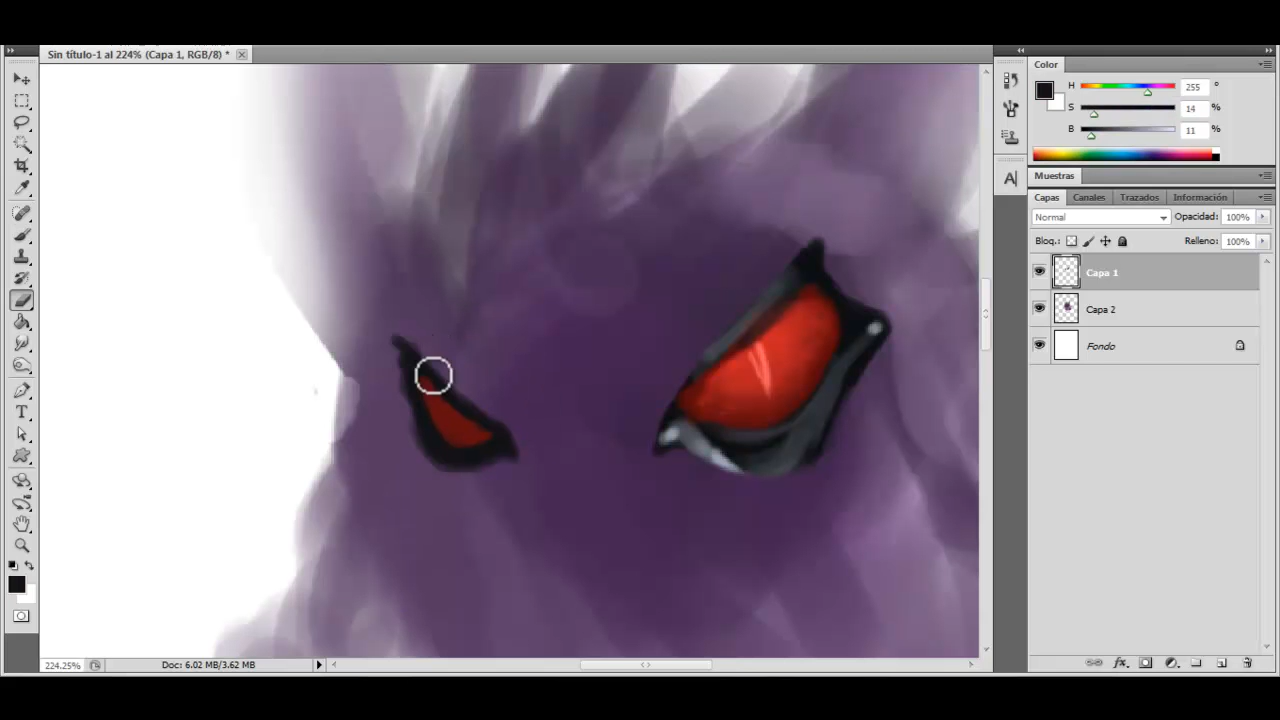 Sin título-1 al 224% (Capa 1, RGB/8) *
Color
H 255 °
S 14 %
B 11 %
Muestras
A
Capas Canales Trazados Información
Normal Opacidad: 100%
Bloq.: Relleno: 100%
Capa 1
Capa 2
Fondo
T
224.25% Doc: 6.02 MB/3.62 MB
fx